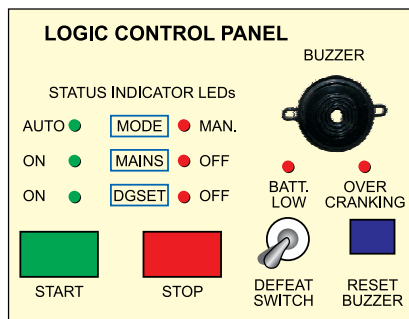 LOGIC CONTROL PANEL
BUZZER
STATUS INDICATOR LEDs
AUTO MODE MAN.
ON MAINS OFF
ON DGSET OFF
BATT. LOW
OVER CRANKING
START
STOP
DEFEAT SWITCH
RESET BUZZER